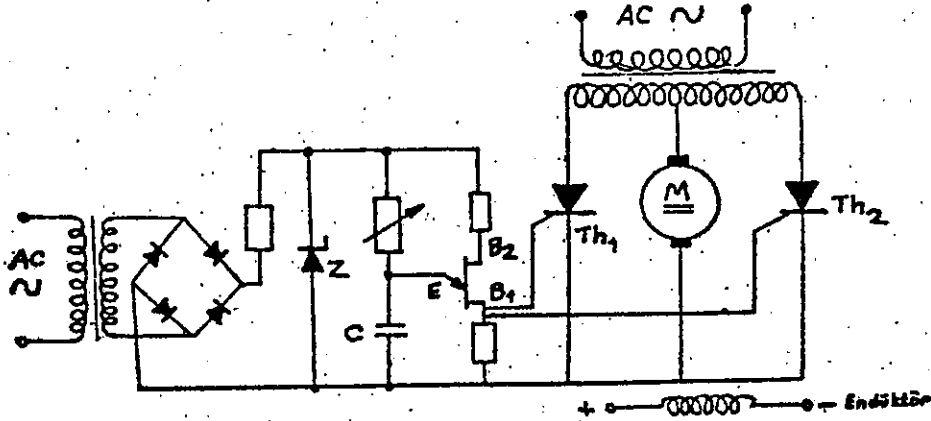 AC ~
AC
~
Z
C
E
B2
B1
Th1
M
Th2
+
- Endüktör